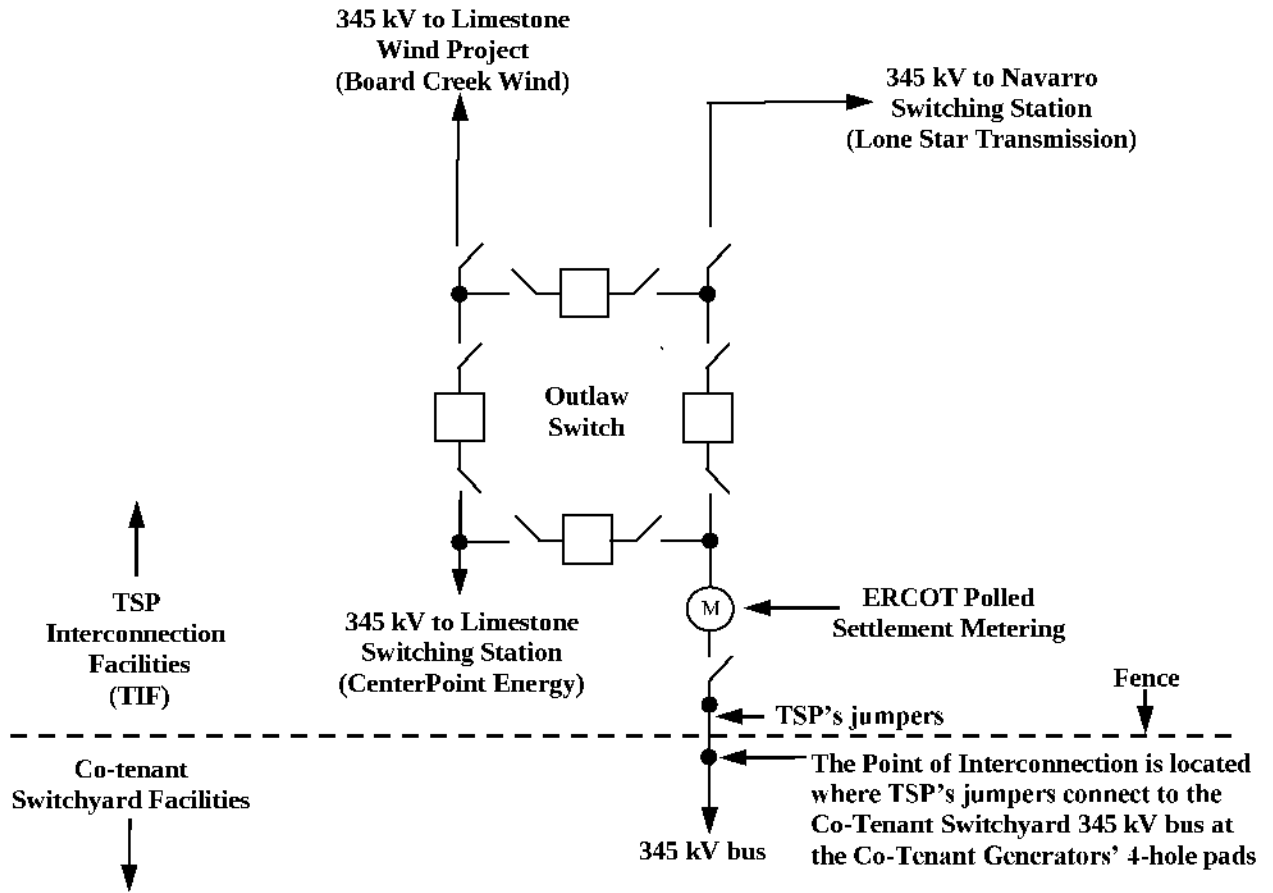 345 kV to Limestone
Wind Project
(Board Creek Wind)
345 kV to Navarro
Switching Station
(Lone Star Transmission)
Outlaw
Switch
TSP
Interconnection
Facilities
(TIF)
345 kV to Limestone
Switching Station
(CenterPoint Energy)
M
ERCOT Polled
Settlement Metering
Fence
TSP's jumpers
Co-tenant
Switchyard Facilities
The Point of Interconnection is located
where TSP's jumpers connect to the
Co-Tenant Switchyard 345 kV bus at
the Co-Tenant Generators' 4-hole pads
345 kV bus